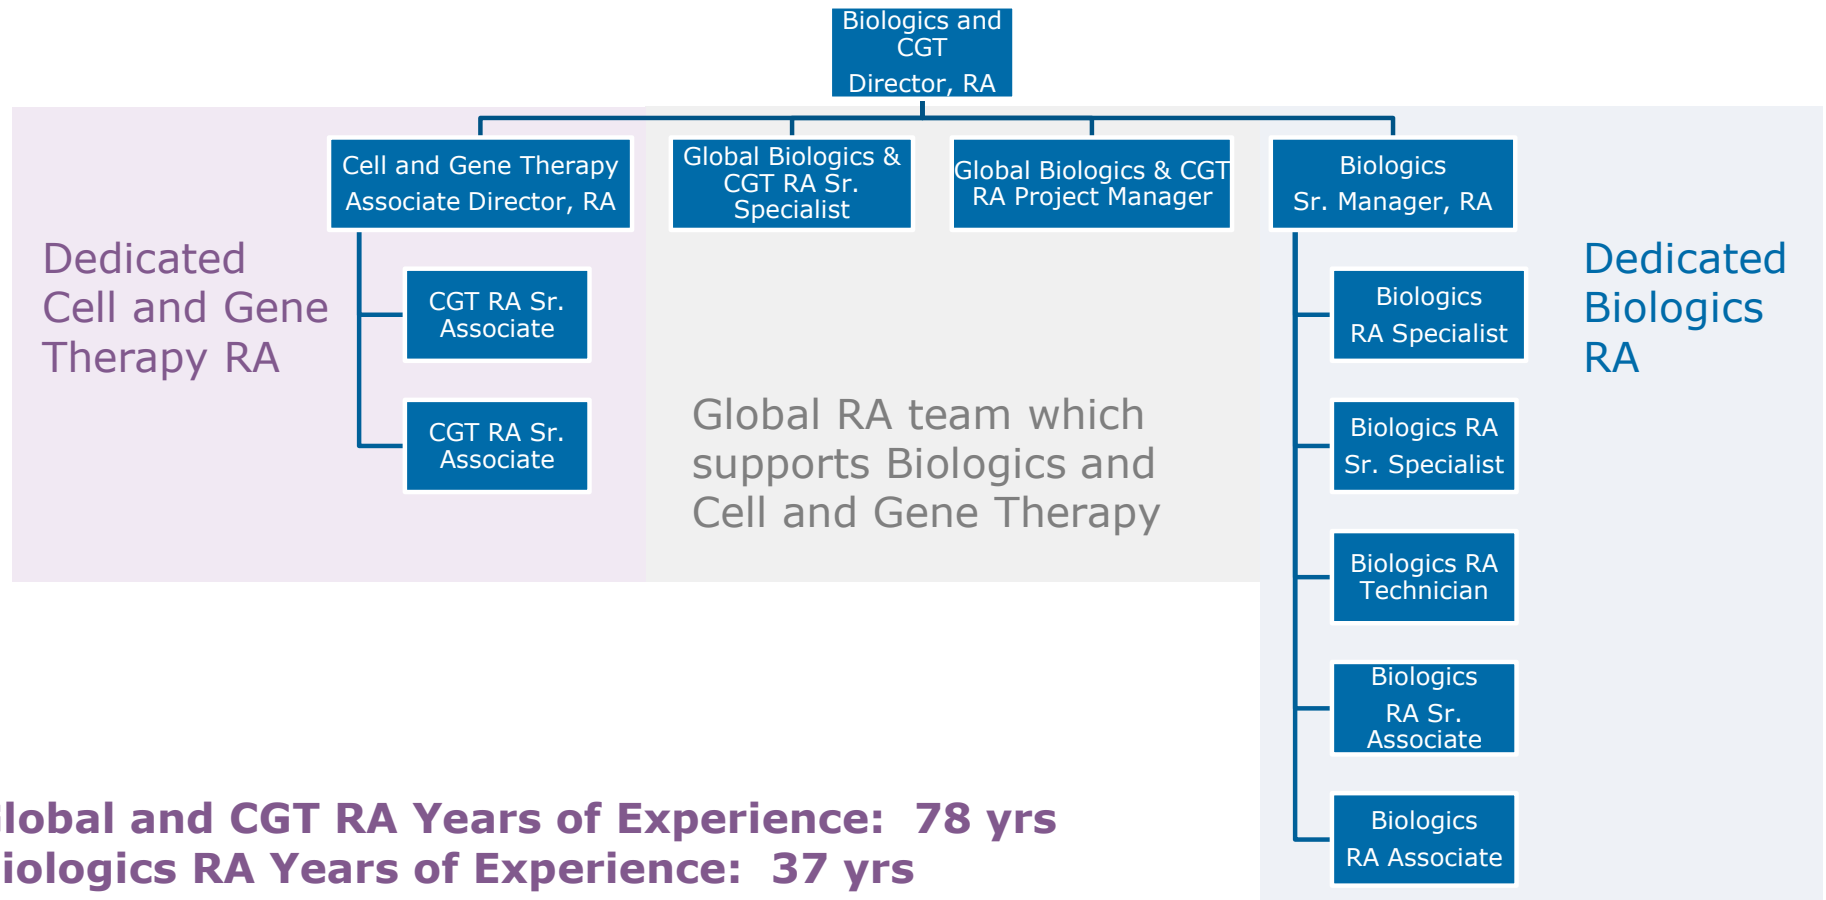 Biologics and
CGT
Director, RA
Cell and Gene Therapy
Associate Director, RA
Global Biologics &
CGT RA Sr.
Specialist
Global Biologics & CGT
RA Project Manager
Biologics
Sr. Manager, RA
Dedicated
Cell and Gene
Therapy RA
CGT RA Sr.
Associate
CGT RA Sr.
Associate
Global RA team which
supports Biologics and
Cell and Gene Therapy
Biologics
RA Specialist
Biologics RA
Sr. Specialist
Biologics RA
Technician
Biologics
RA Sr.
Associate
Biologics
RA Associate
Dedicated
Biologics
RA
Global and CGT RA Years of Experience: 78 yrs
iologics RA Years of Experience: 37 yrs